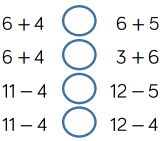 6 + 4 6 + 5
6 + 4 3 + 6
11 – 4 12 – 5
11 – 4 12 – 4